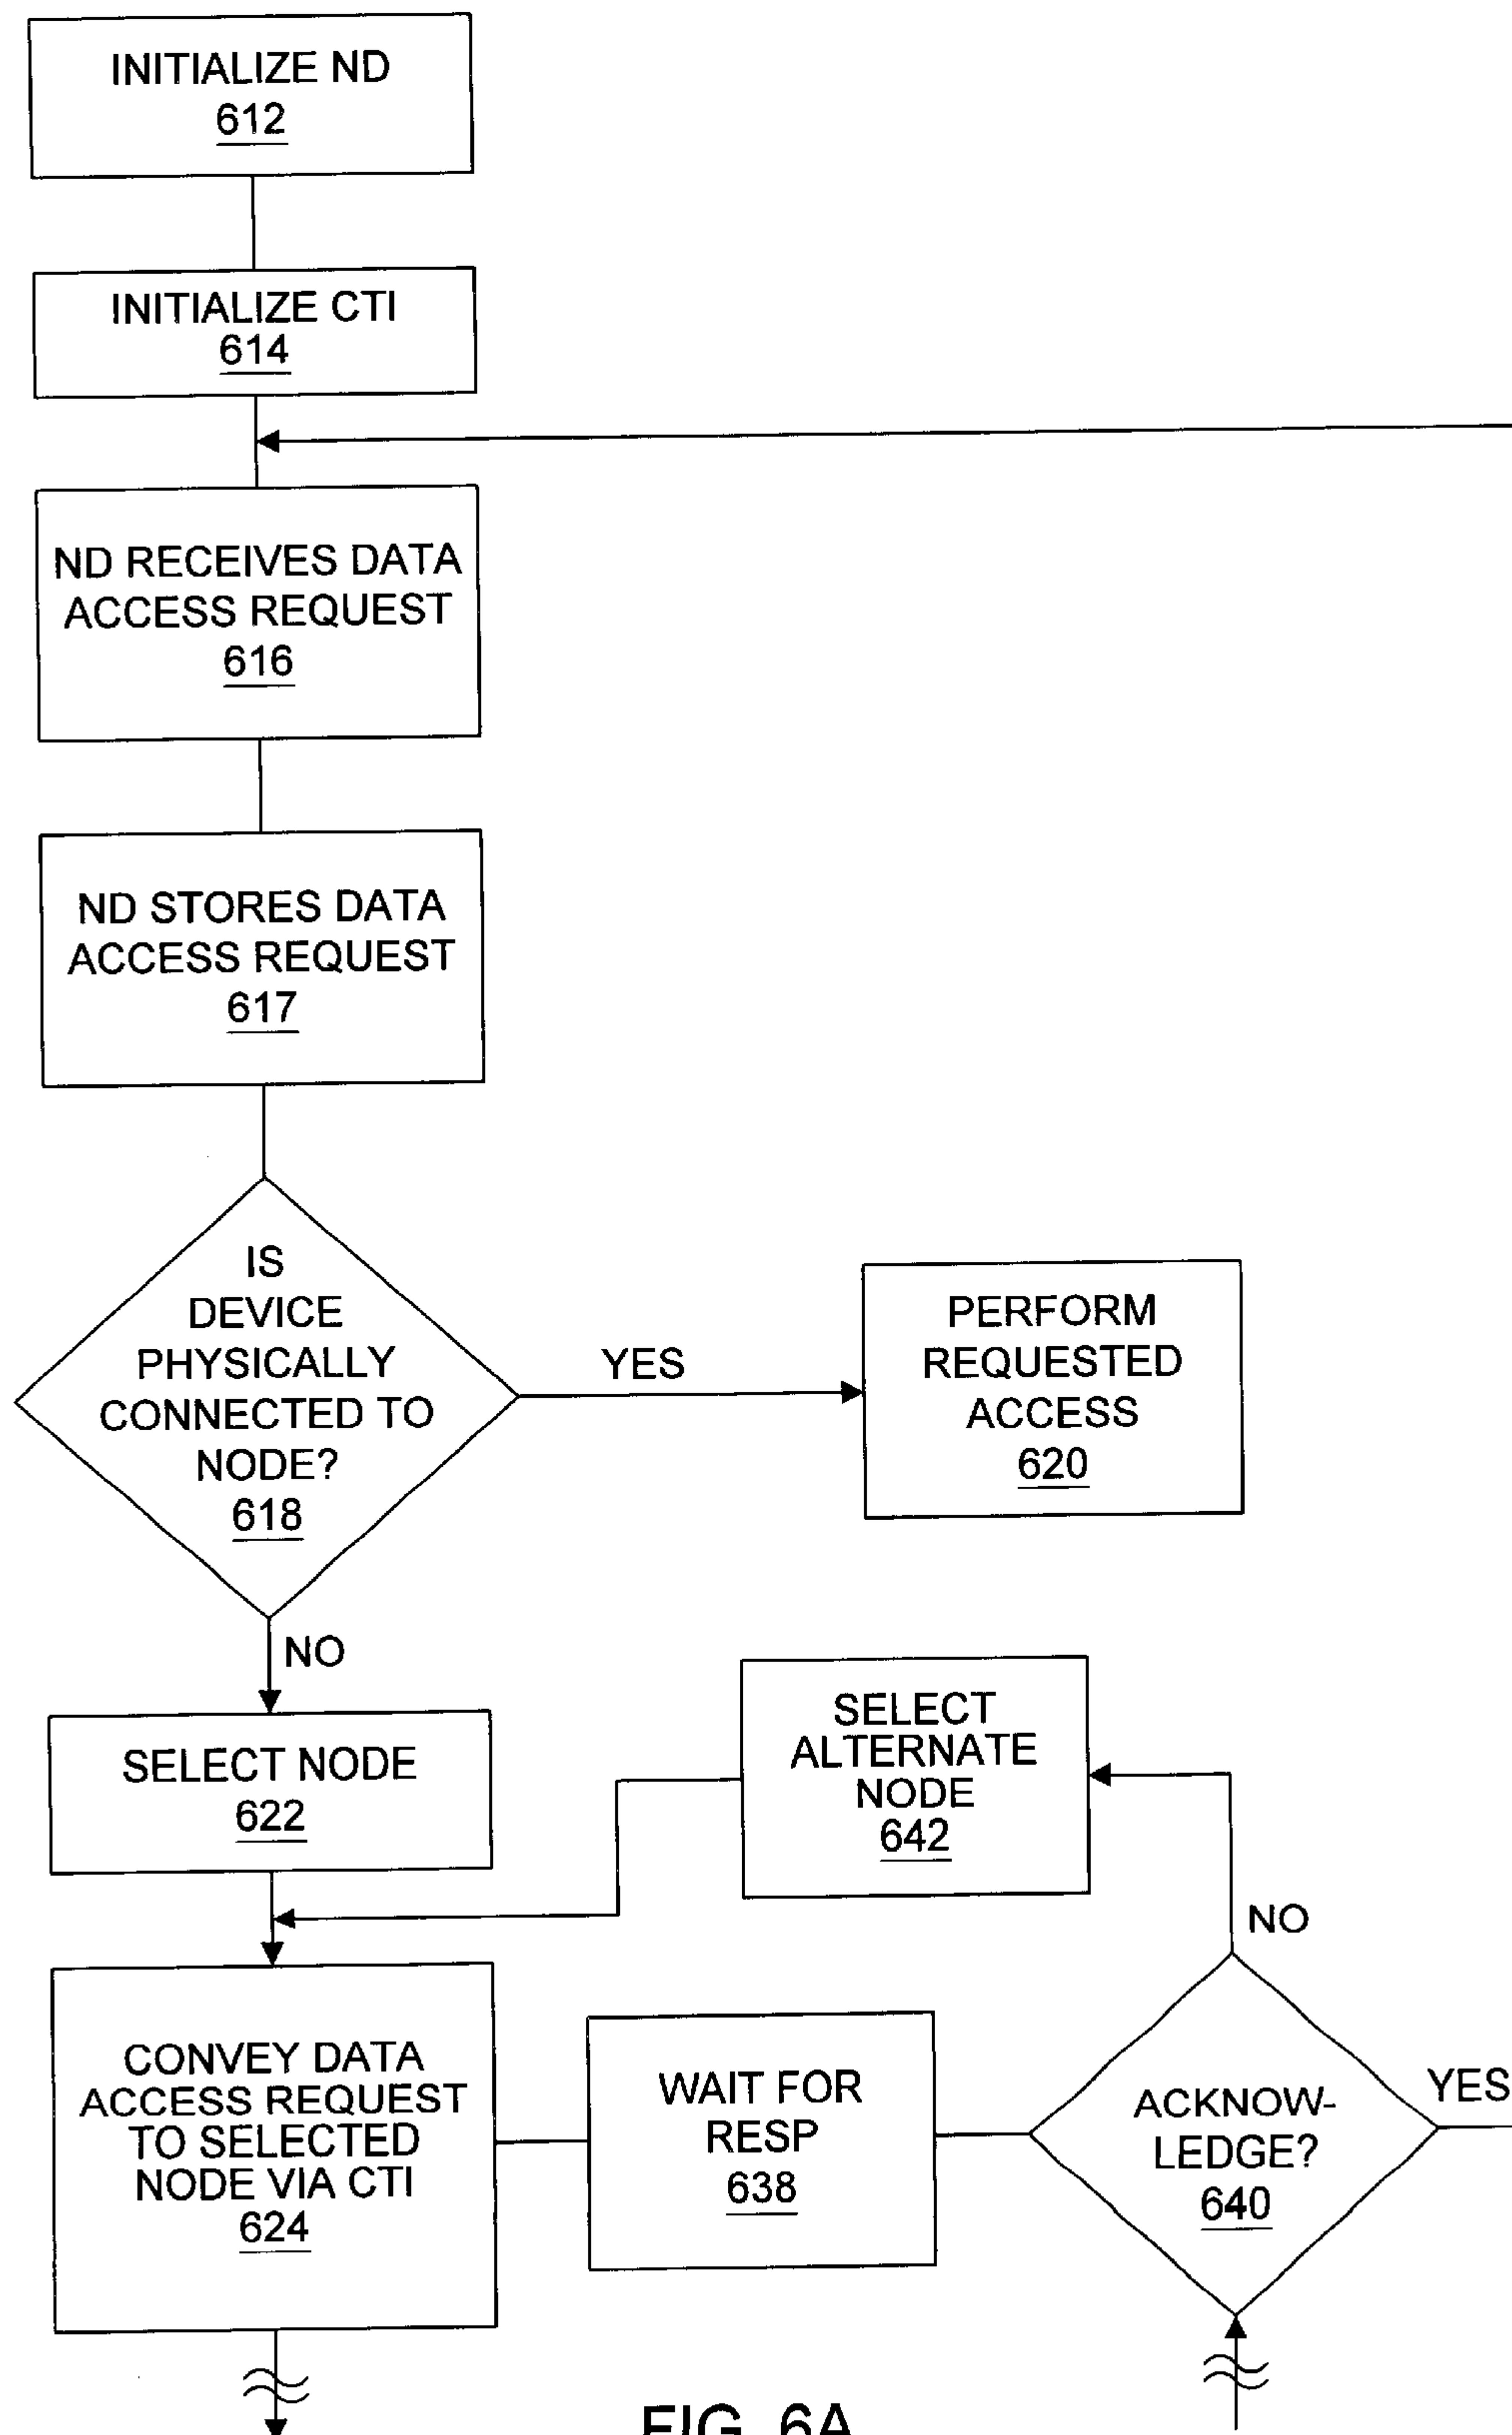 INITIALIZE ND
612
INITIALIZE CTI
614
ND RECEIVES DATA
ACCESS REQUEST
616
ND STORES DATA
ACCESS REQUEST
617
IS
DEVICE
PHYSICALLY
CONNECTED TO
NODE?
618
YES
PERFORM
REQUESTED
ACCESS
620
NO
SELECT NODE
622
SELECT
ALTERNATE
NODE
642
NO
CONVEY DATA
ACCESS REQUEST
TO SELECTED
NODE VIA CTI
624
WAIT FOR
RESP
638
ACKNOW-
LEDGE?
640
YES
FIG. 6A